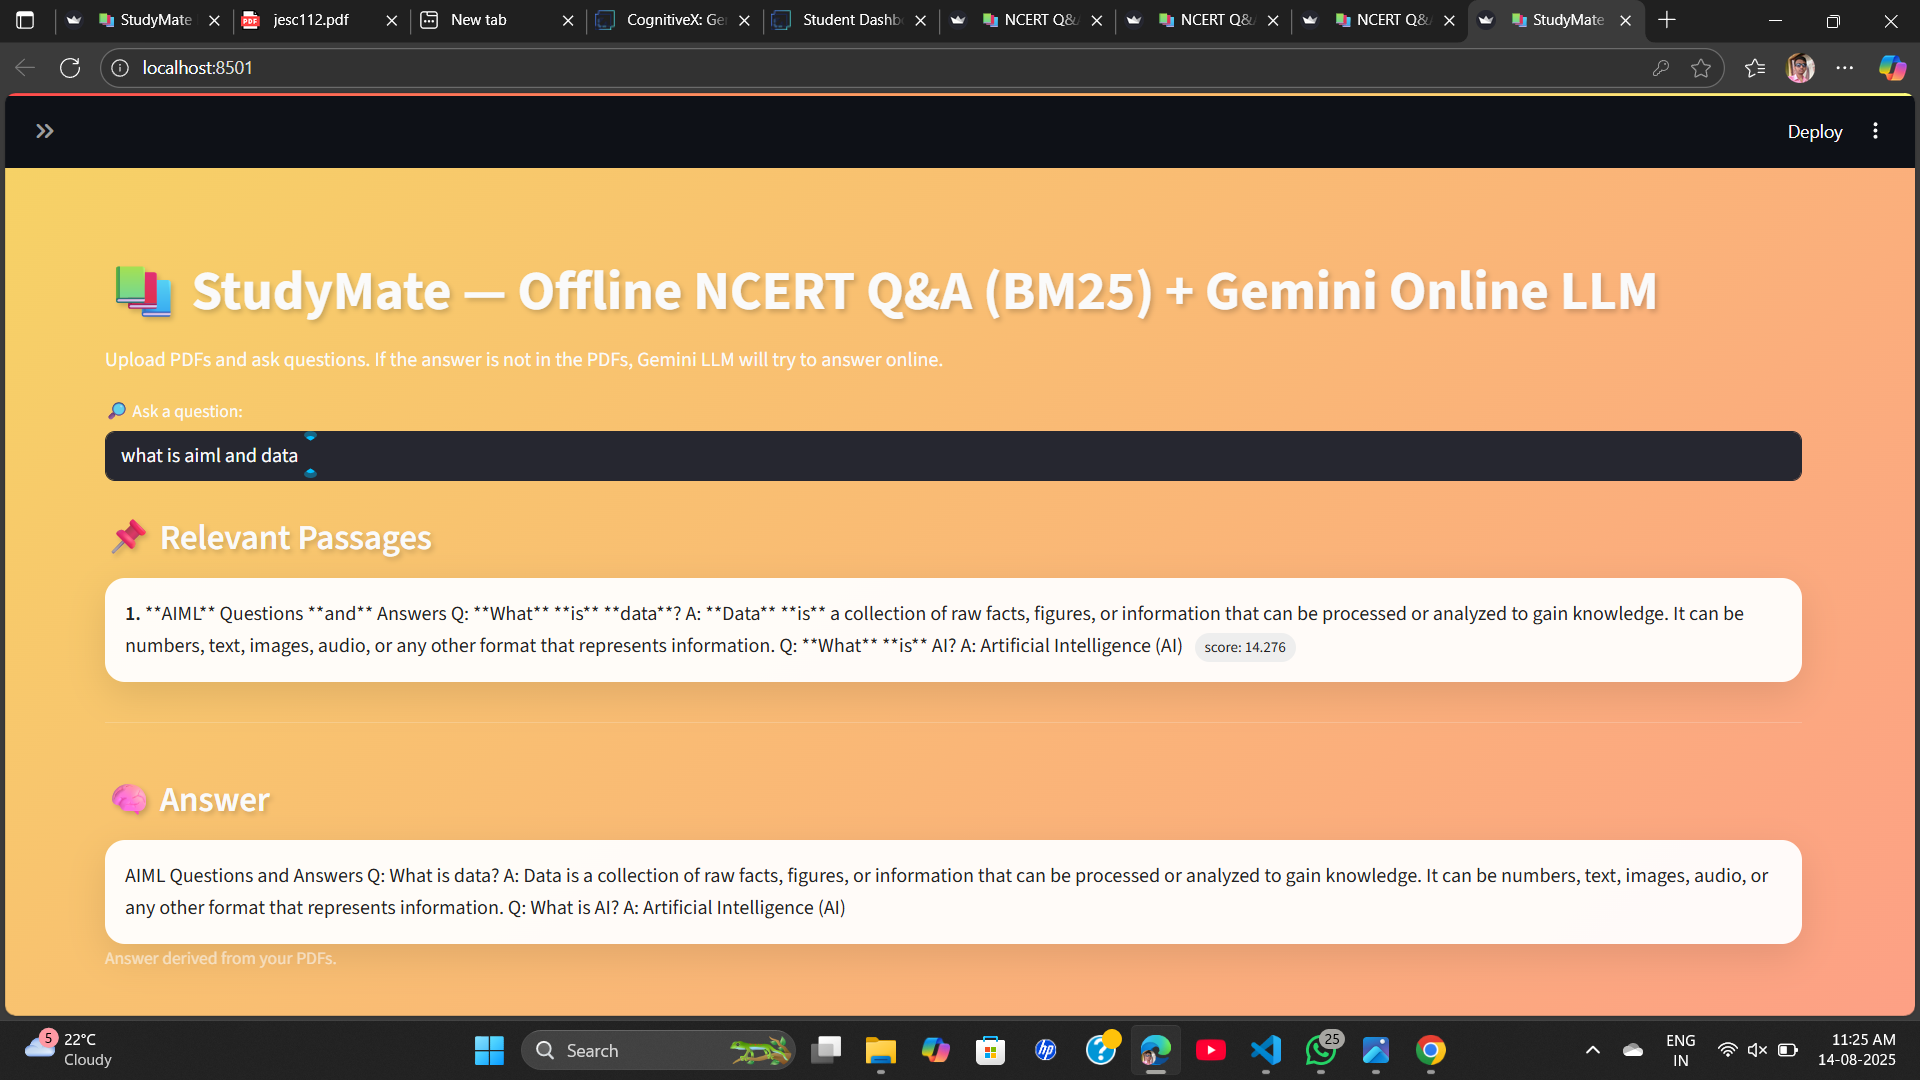 StudyMate
jesc112.pdf
New tab
CognitiveX: Ge
Student Dashb
NCERT Q&
NCERT Q&
NCERT Q&
StudyMate
localhost:8501
Deploy
StudyMate — Offline NCERT Q&A (BM25) + Gemini Online LLM
Upload PDFs and ask questions. If the answer is not in the PDFs, Gemini LLM will try to answer online.
Ask a question:
what is aiml and data
Relevant Passages
1. **AIML** Questions **and** Answers Q: **What** **is** **data**? A: **Data** **is** a collection of raw facts, figures, or information that can be processed or analyzed to gain knowledge. It can be
numbers, text, images, audio, or any other format that represents information. Q: **What** **is** AI? A: Artificial Intelligence (AI) score: 14.276
Answer
AIML Questions and Answers Q: What is data? A: Data is a collection of raw facts, figures, or information that can be processed or analyzed to gain knowledge. It can be numbers, text, images, audio, or
any other format that represents information. Q: What is AI? A: Artificial Intelligence (AI)
Answer derived from your PDFs.
5
22°C
Cloudy
Search
hp
25
ENG
IN
11:25 AM
14-08-2025